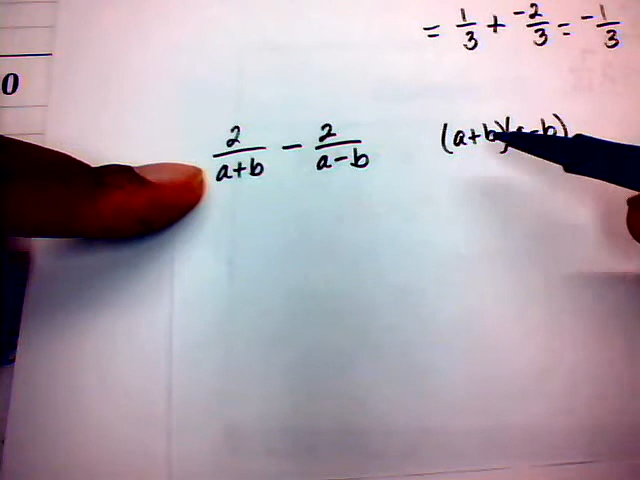 = 1/3 + -2/3 = -1/3
0
2/(a+b) - 2/(a-b) (a+b)(a-b)